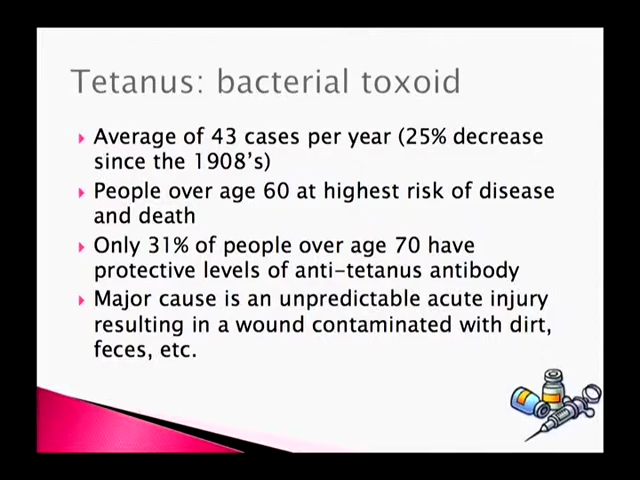 Tetanus: bacterial toxoid
Average of 43 cases per year (25% decrease
since the 1908's)
People over age 60 at highest risk of disease
and death
Only 31% of people over age 70 have
protective levels of anti-tetanus antibody
Major cause is an unpredictable acute injury
resulting in a wound contaminated with dirt,
feces, etc.